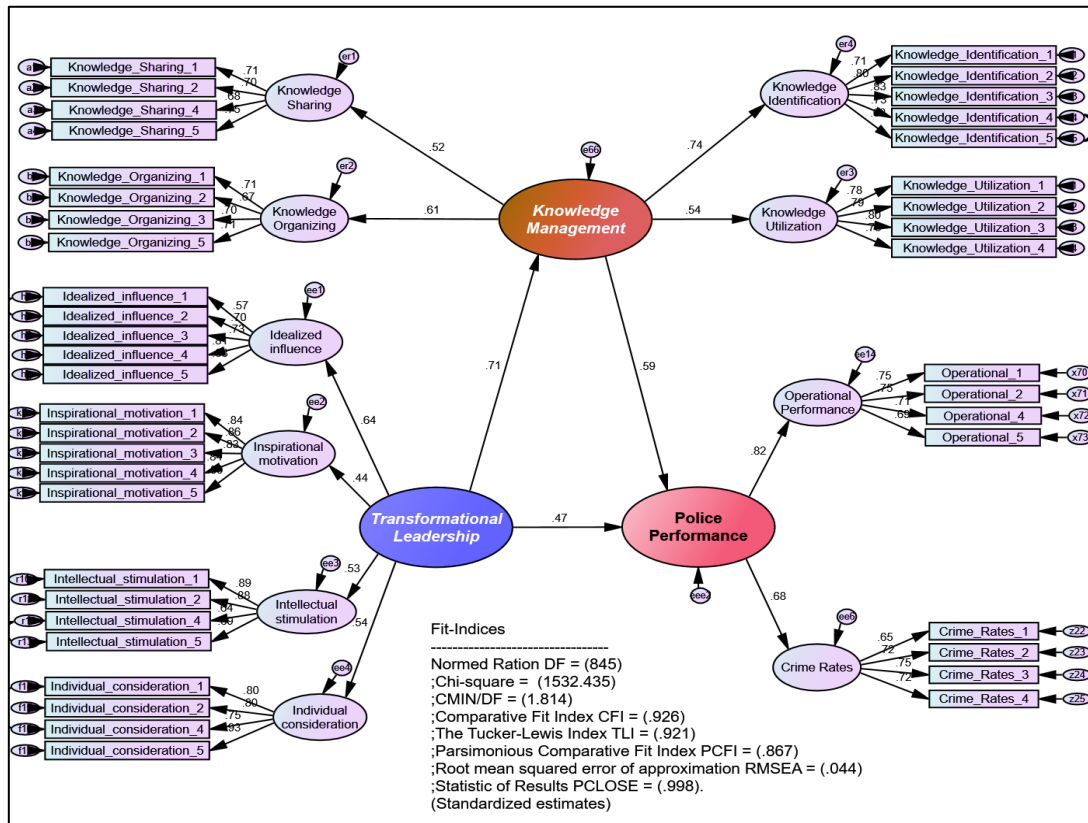 er1
Knowledge_Sharing_1
Knowledge_Sharing_2
Knowledge_Sharing_4
Knowledge_Sharing_5
.71
.70
.68
Knowledge
Sharing
.52
er2
Knowledge_Organizing_1
Knowledge_Organizing_2
Knowledge_Organizing_3
Knowledge_Organizing_5
.71
.67
.70
.71
Knowledge
Organizing
.61
er4
Knowledge_Identification_1
Knowledge_Identification_2
Knowledge_Identification_3
Knowledge_Identification_4
Knowledge_Identification_5
.71
.80
.83
.73
Knowledge
Identification
.74
e66
Knowledge
Management
er3
Knowledge_Utilization_1
Knowledge_Utilization_2
Knowledge_Utilization_3
Knowledge_Utilization_4
.78
.79
.80
Knowledge
Utilization
.54
ee1
Idealized_influence_1
Idealized_influence_2
Idealized_influence_3
Idealized_influence_4
Idealized_influence_5
.57
.70
.73
Idealized
influence
.64
.71
.59
ee2
Inspirational_motivation_1
Inspirational_motivation_2
Inspirational_motivation_3
Inspirational_motivation_4
Inspirational_motivation_5
.84
.86
.83
Inspirational
motivation
.44
ee14
Operational
Performance
.75
.75
.71
.69
Operational_1
Operational_2
Operational_4
Operational_5
x70
x71
x72
x73
.82
Transformational
Leadership
.47
Police
Performance
ee3
Intellectual_stimulation_1
Intellectual_stimulation_2
Intellectual_stimulation_4
Intellectual_stimulation_5
.89
.88
Intellectual
stimulation
.53
.68
ee6
Crime Rates
.65
.72
.75
.72
Crime_Rates_1
Crime_Rates_2
Crime_Rates_3
Crime_Rates_4
z22
z23
z24
z25
ee4
Individual_consideration_1
Individual_consideration_2
Individual_consideration_4
Individual_consideration_5
.80
.80
.75
.93
Individual
consideration
.54
Fit-Indices
----------------------------------
Normed Ration DF = (845)
;Chi-square = (1532.435)
;CMIN/DF = (1.814)
;Comparative Fit Index CFI = (.926)
;The Tucker-Lewis Index TLI = (.921)
;Parsimonious Comparative Fit Index PCFI = (.867)
;Root mean squared error of approximation RMSEA = (.044)
;Statistic of Results PCLOSE = (.998).
(Standardized estimates)